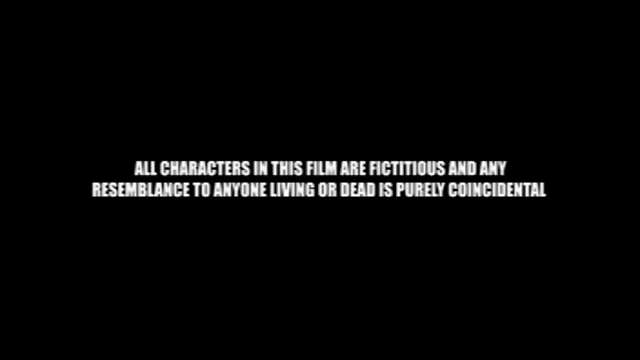 ALL CHARACTERS IN THIS FILM ARE FICTITIOUS AND ANY
RESEMBLANCE TO ANYONE LIVING OR DEAD IS PURELY COINCIDENTAL